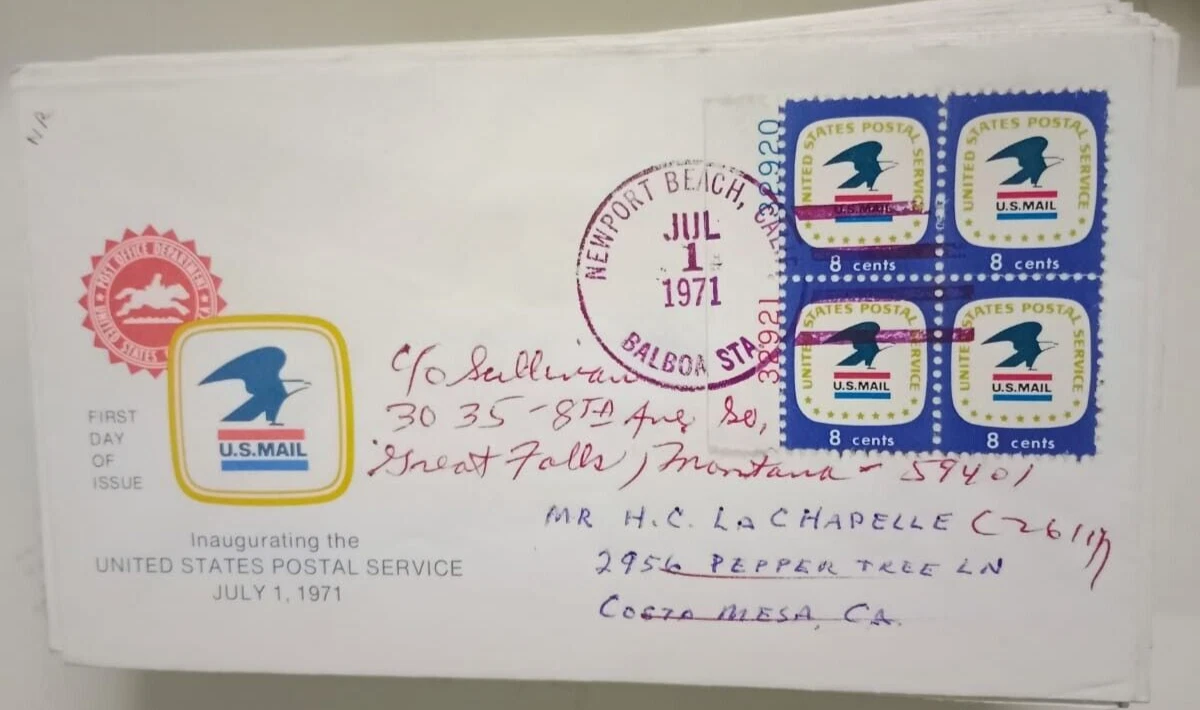 NR
UNITED STATES POSTAL SERVICE
U.S.MAIL
8 cents
UNITED STATES POSTAL SERVICE
U.S.MAIL
8 cents
UNITED STATES POSTAL SERVICE
U.S.MAIL
8 cents
UNITED STATES POSTAL SERVICE
U.S.MAIL
8 cents
32920
32921
NEWPORT BEACH, CAL
JUL
1
1971
BALBOA STA
POST OFFICE DEPARTMENT
UNITED STATES
U.S.MAIL
FIRST
DAY
OF
ISSUE
Inaugurating the
UNITED STATES POSTAL SERVICE
JULY 1, 1971
C/o Sullivan
3035-8TH Ave So,
Great Falls, Montana - 59401
MR H.C. LACHAPELLE
2956 PEPPER TREE LN
COSTA MESA, CA.